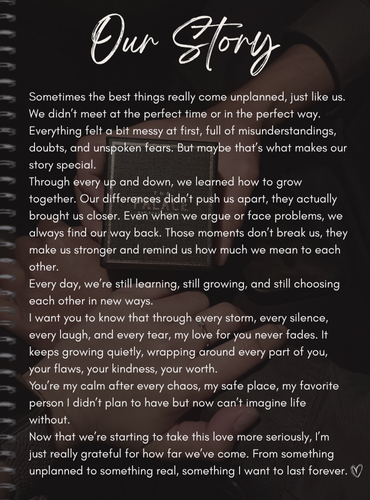 Our Story
Sometimes the best things really come unplanned, just like us.
We didn't meet at the perfect time or in the perfect way.
Everything felt a bit messy at first, full of misunderstandings,
doubts, and unspoken fears. But maybe that's what makes our
story special.
Through every up and down, we learned how to grow
together. Our differences didn't push us apart, they actually
brought us closer. Even when we argue or face problems, we
always find our way back. Those moments don't break us, they
make us stronger and remind us how much we mean to each
other.
Every day, we're still learning, still growing, and still choosing
each other in new ways.
I want you to know that through every storm, every silence,
every laugh, and every tear, my love for you never fades. It
keeps growing quietly, wrapping around every part of you,
your flaws, your kindness, your worth.
You're my calm after every chaos, my safe place, my favorite
person I didn't plan to have but now can't imagine life
without.
Now that we're starting to take this love more seriously, I'm
just really grateful for how far we've come. From something
unplanned to something real, something I want to last forever.